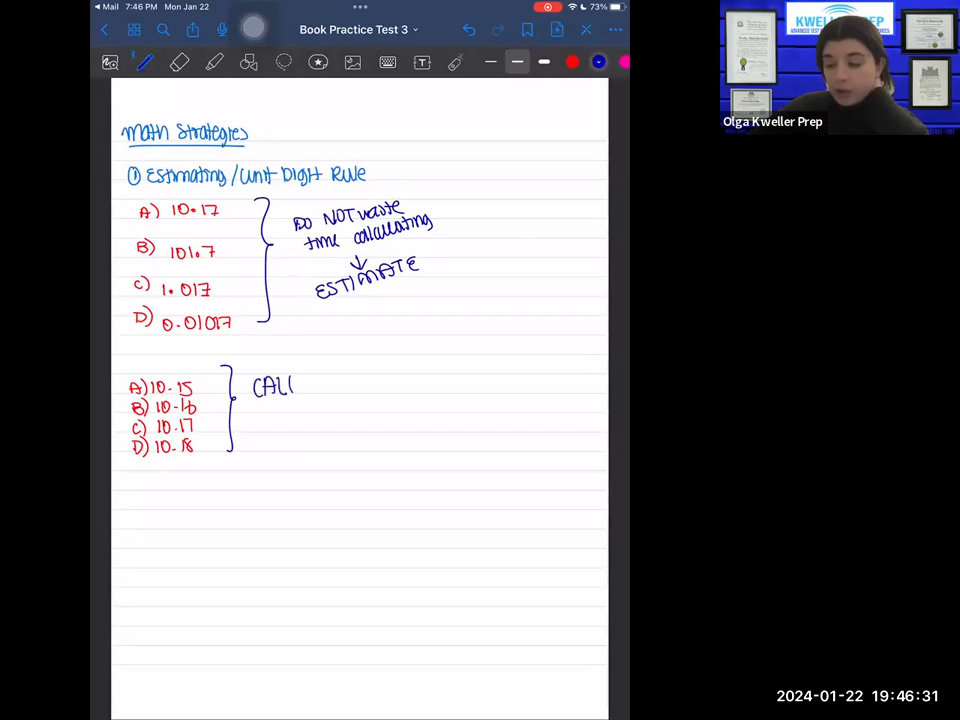 Mail 7:46 PM Mon Jan 22 73%
Book Practice Test 3
KWELLER PREP
Olga Kweller Prep
Math Strategies
① Estimating / Unit Digit Rule
A) 10.17
B) 101.7
C) 1.017
D) 0.01017
DO NOT waste
time calculating
ESTIMATE
A) 10.15
B) 10.16
C) 10.17
D) 10.18
CALC
2024-01-22 19:46:31